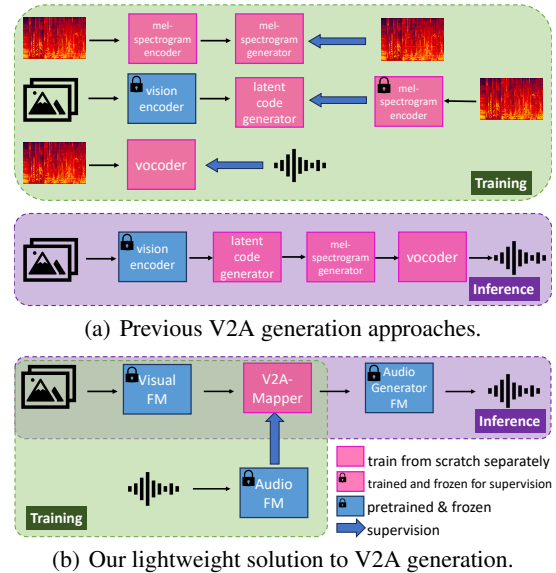 mel-
spectrogram
encoder
mel-
spectrogram
generator
vision
encoder
latent
code
generator
mel-
spectrogram
encoder
vocoder
Training
vision
encoder
latent
code
generator
mel-
spectrogram
generator
vocoder
Inference
(a) Previous V2A generation approaches.
Visual
FM
V2A-
Mapper
Audio
Generator
FM
Inference
Audio
FM
Training
train from scratch separately
trained and frozen for supervision
pretrained & frozen
supervision
(b) Our lightweight solution to V2A generation.